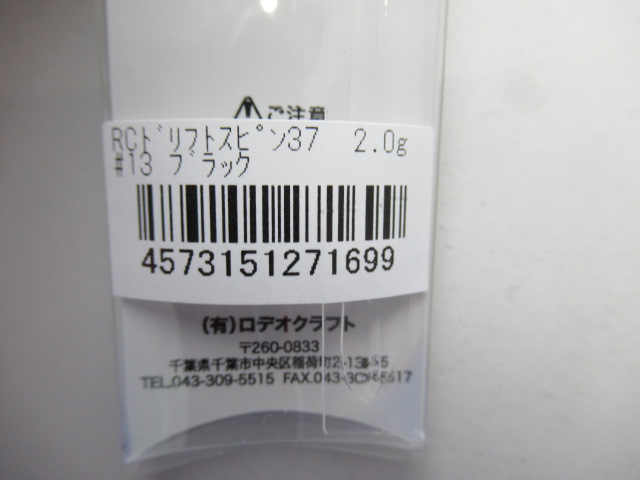 ⚠ご注意
RCﾄﾞﾘﾌﾄｽﾋﾟﾝ37 2.0g
#13 ﾌﾞﾗｯｸ
4573151271699
(有)ロデオクラフト
〒260-0833
千葉県千葉市中央区稲荷町
TEL.043-309-5515 FAX.